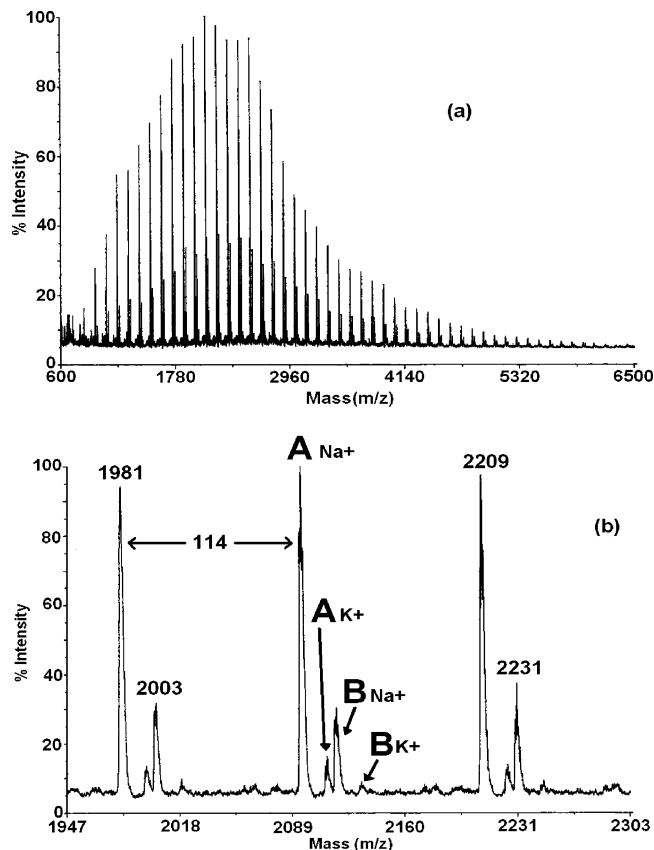 100
80
60
40
20
0
% Intensity
(a)
600 1780 2960 4140 5320 6500
Mass(m/z)
100
80
60
40
20
0
% Intensity
1981
A Na+
2209
(b)
114
A K+
2003
B Na+
2231
B K+
1947 2018 2089 2160 2231 2303
Mass(m/z)